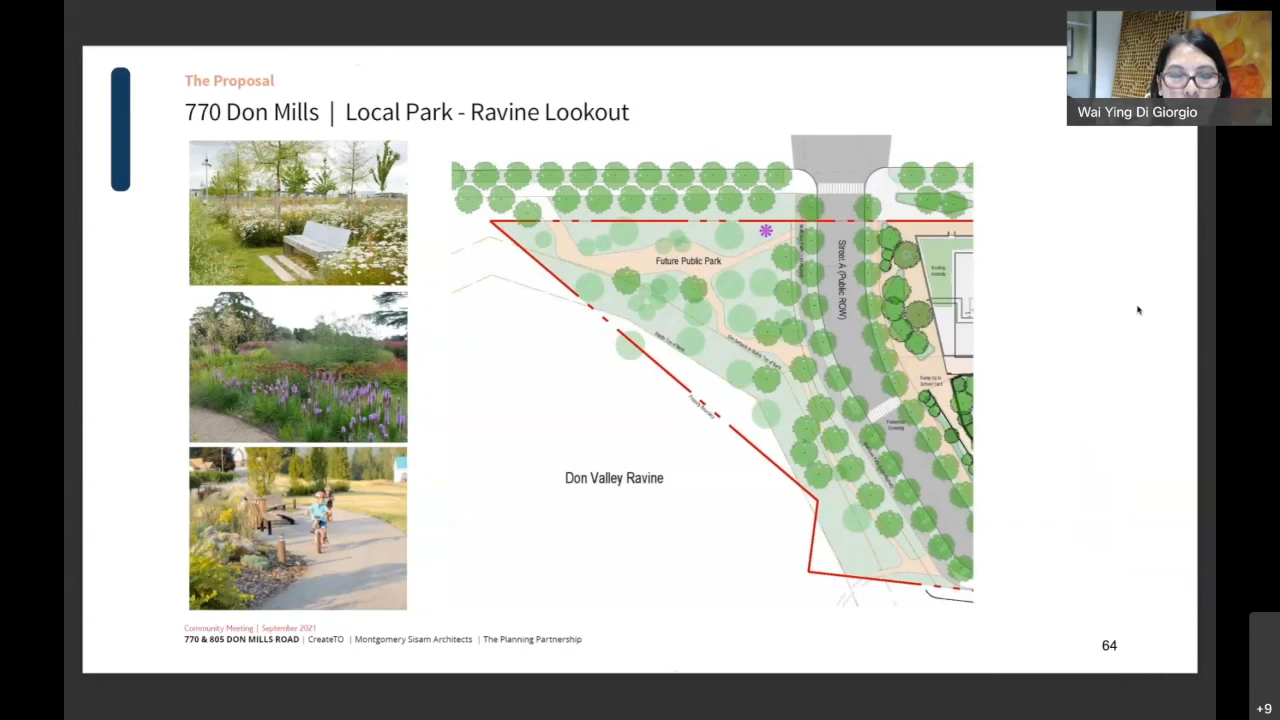 The Proposal
770 Don Mills | Local Park - Ravine Lookout
Wai Ying Di Giorgio
Future Public Park
Street A (Public ROW)
Don Valley Ravine
Pedestrian
Crossing
Community Meeting | September 2021
770 & 805 DON MILLS ROAD | CreateTO | Montgomery Sisam Architects | The Planning Partnership
64
+9